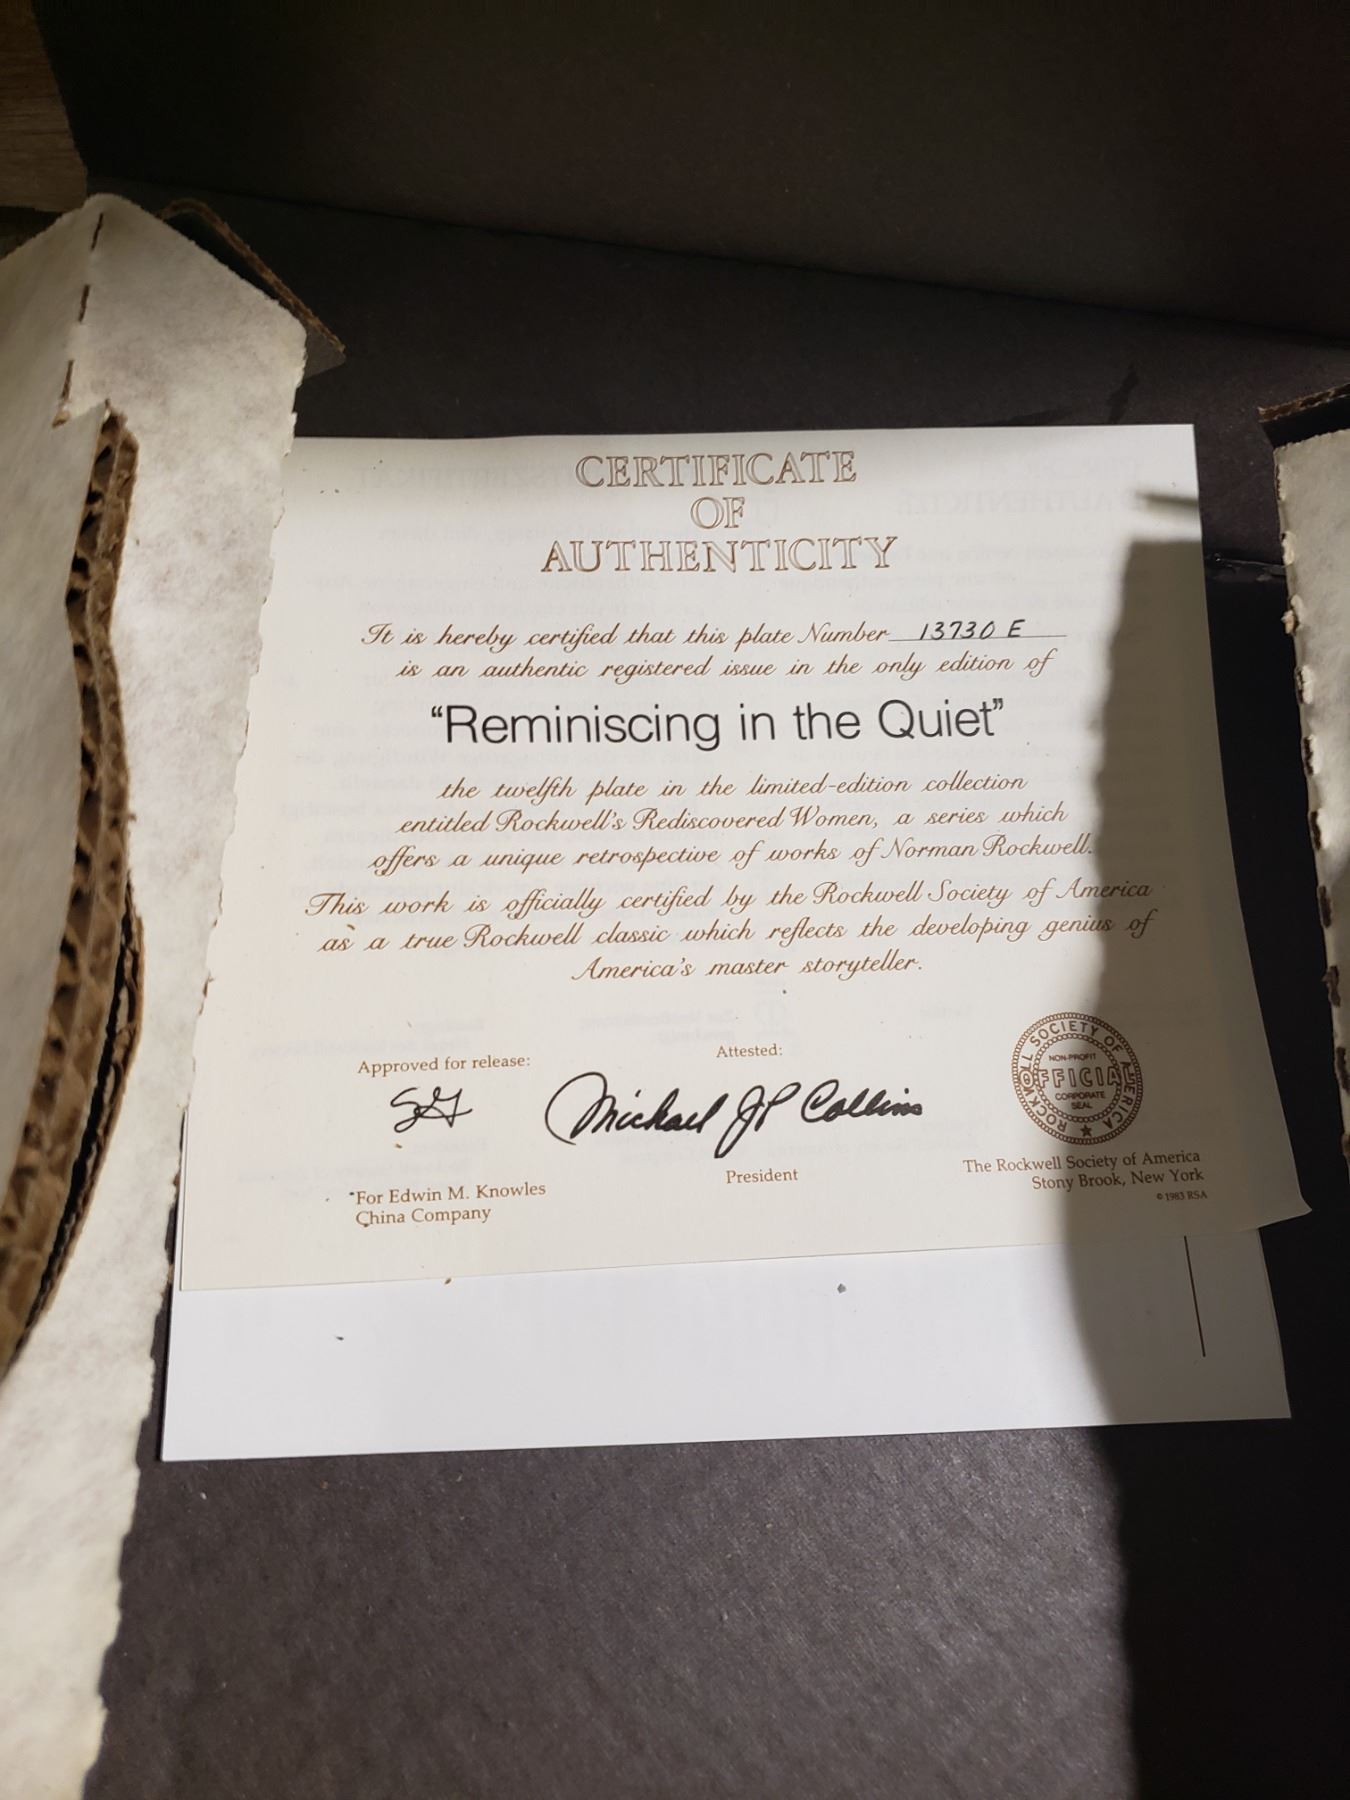 CERTIFICATE
OF
AUTHENTICITY
It is hereby certified that this plate Number 13730 E
is an authentic registered issue in the only edition of
“Reminiscing in the Quiet”
the twelfth plate in the limited-edition collection
entitled Rockwell's Rediscovered Women, a series which
offers a unique retrospective of works of Norman Rockwell.
This work is officially certified by the Rockwell Society of America
as a true Rockwell classic which reflects the developing genius of
America's master storyteller.
Approved for release:
Attested:
Michael JP Collins
President
For Edwin M. Knowles
China Company
ROCKWELL SOCIETY OF AMERICA
NON-PROFIT
OFFICIAL
CORPORATE
SEAL
The Rockwell Society of America
Stony Brook, New York
© 1983 RSA